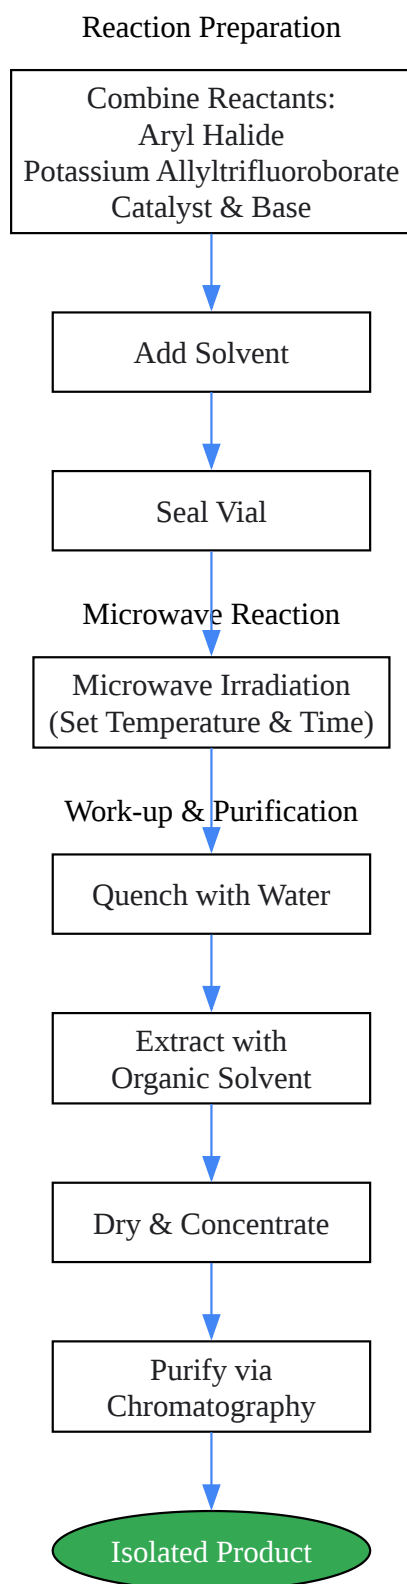 Reaction Preparation
Combine Reactants:
Aryl Halide
Potassium Allyltrifluoroborate
Catalyst & Base
Add Solvent
Seal Vial
Microwave Reaction
Microwave Irradiation
(Set Temperature & Time)
Work-up & Purification
Quench with Water
Extract with
Organic Solvent
Dry & Concentrate
Purify via
Chromatography
Isolated Product